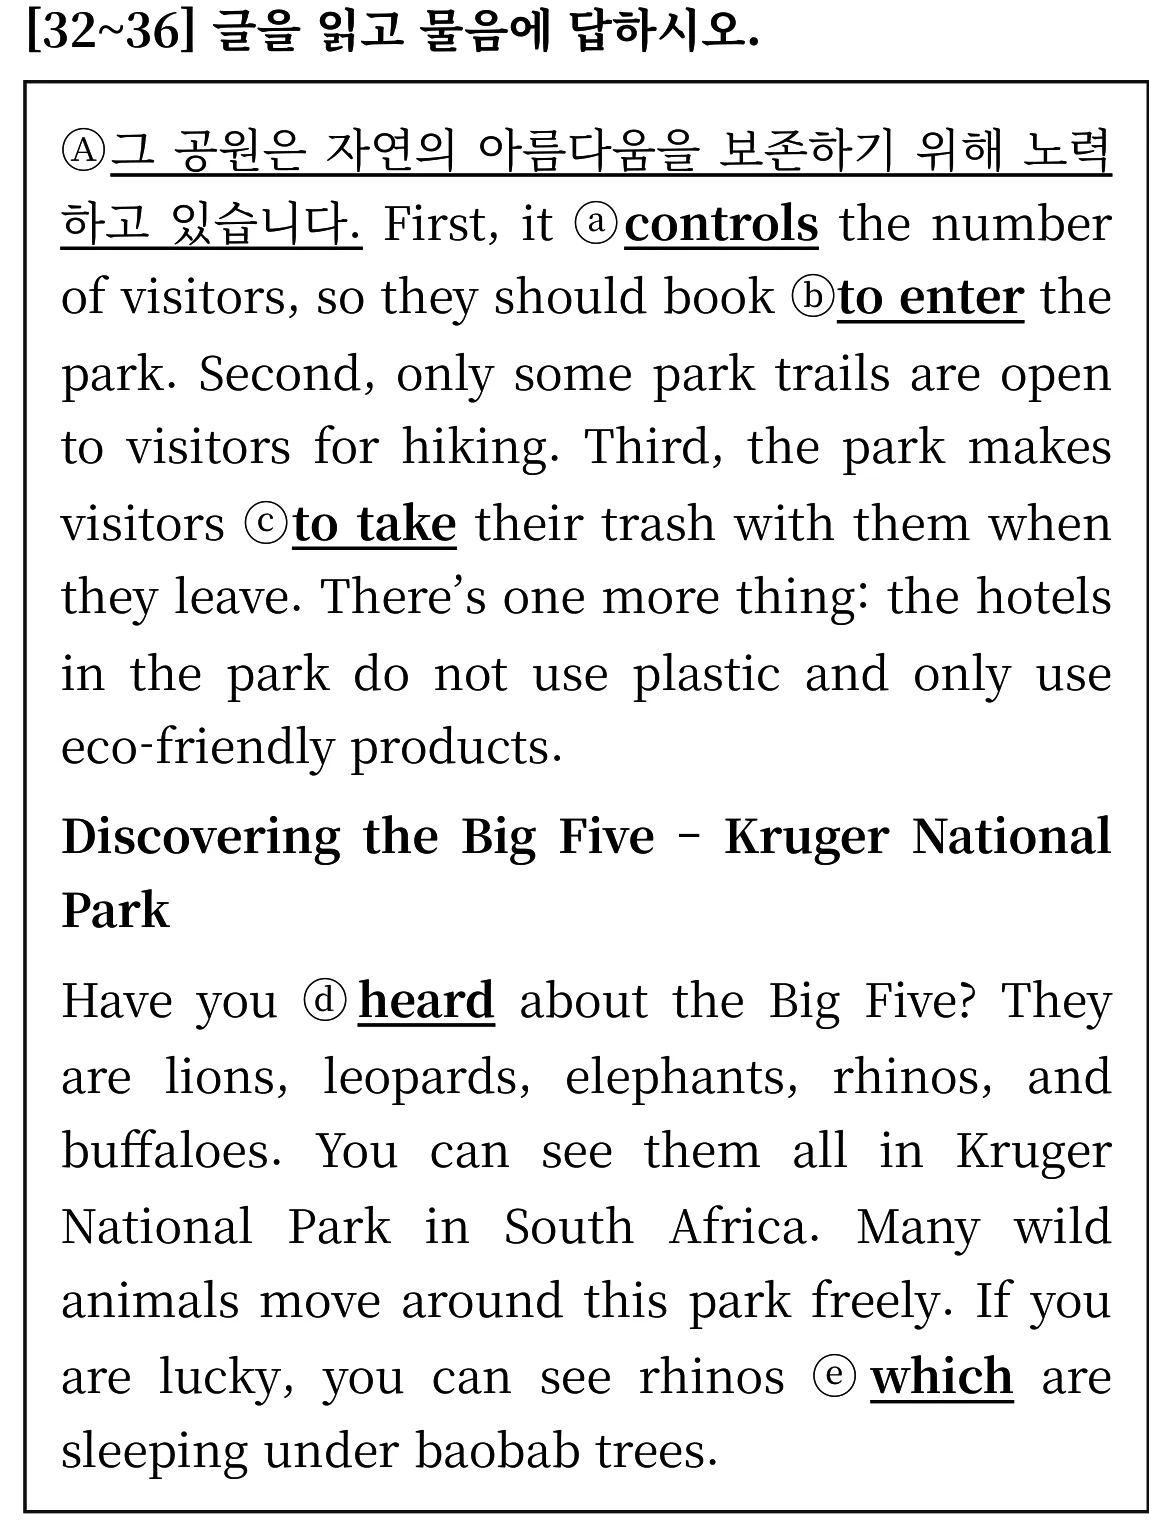 [32~36] 글을 읽고 물음에 답하시오.
Ⓐ그 공원은 자연의 아름다움을 보존하기 위해 노력
하고 있습니다. First, it ⓐcontrols the number
of visitors, so they should book ⓑto enter the
park. Second, only some park trails are open
to visitors for hiking. Third, the park makes
visitors ⓒto take their trash with them when
they leave. There's one more thing: the hotels
in the park do not use plastic and only use
eco-friendly products.
Discovering the Big Five - Kruger National
Park
Have you ⓓheard about the Big Five? They
are lions, leopards, elephants, rhinos, and
buffaloes. You can see them all in Kruger
National Park in South Africa. Many wild
animals move around this park freely. If you
are lucky, you can see rhinos ⓔwhich are
sleeping under baobab trees.